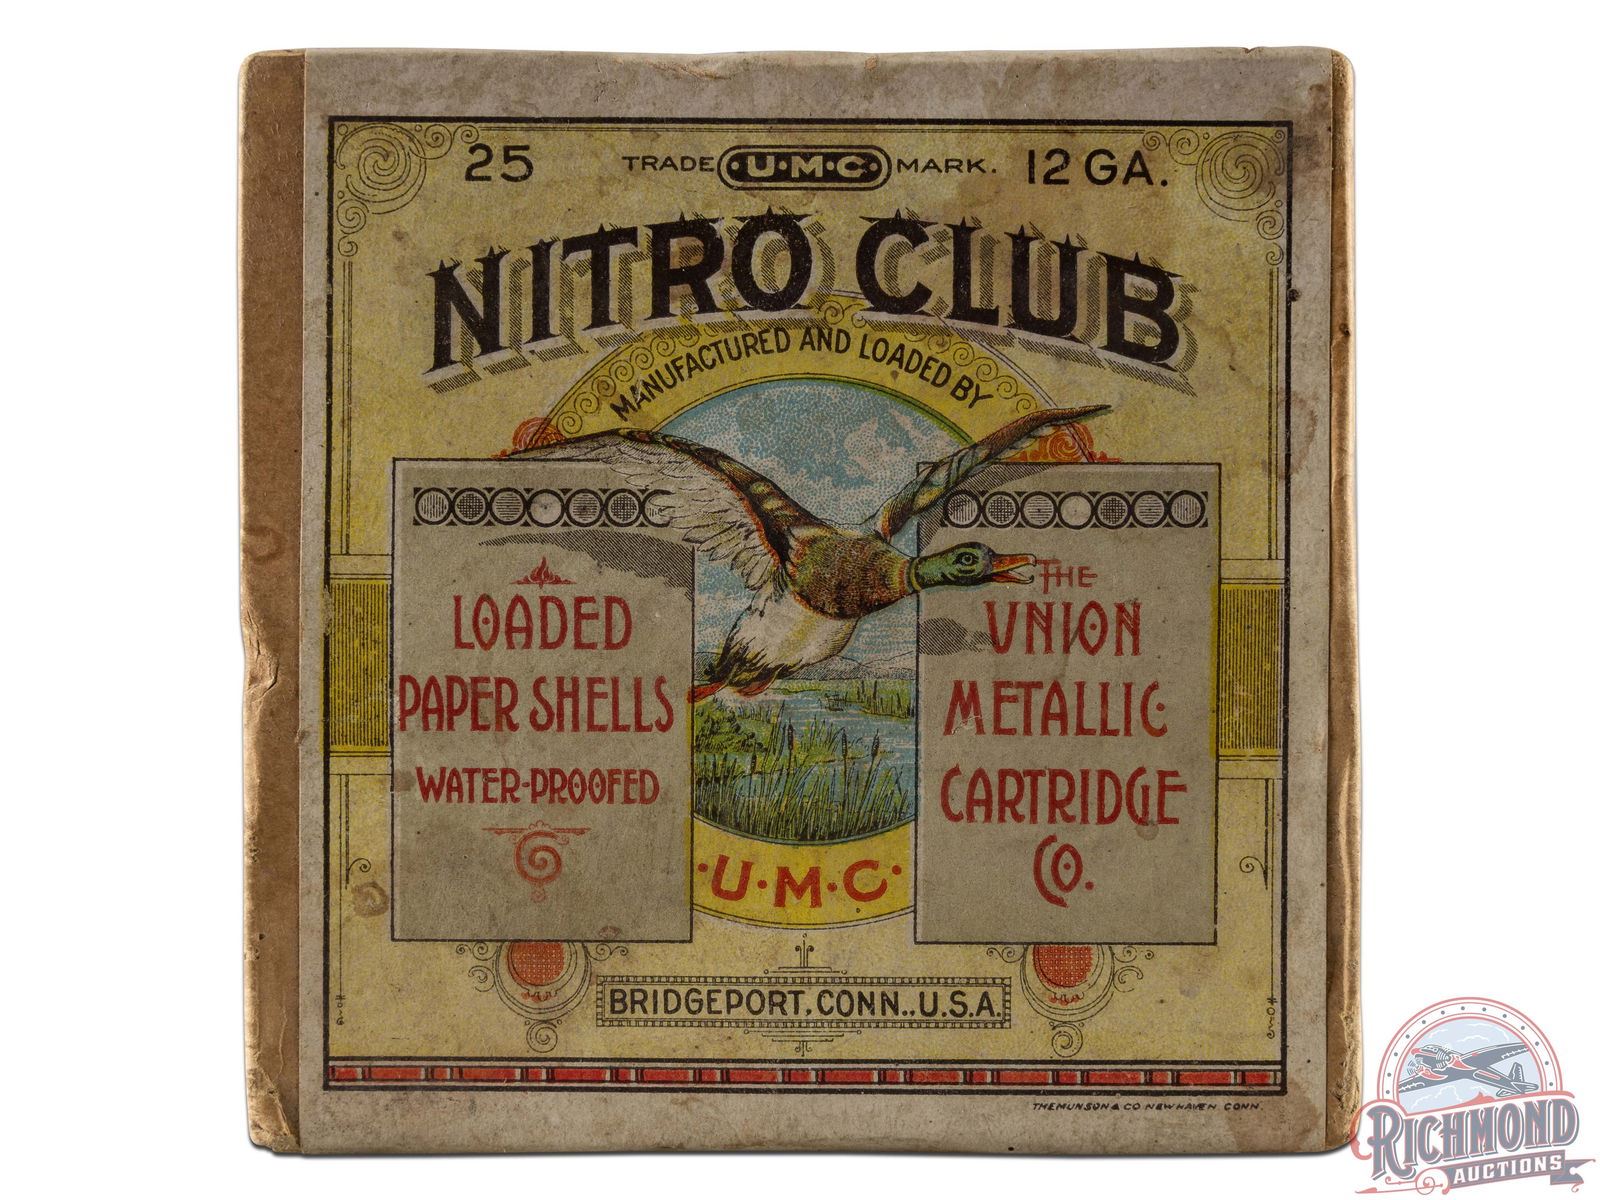 25 TRADE ·U·M·C· MARK. 12 GA.
NITRO CLUB
MANUFACTURED AND LOADED BY
LOADED
PAPER SHELLS
WATER-PROOFED
THE
UNION
METALLIC
CARTRIDGE
CO.
·U·M·C·
BRIDGEPORT, CONN., U.S.A.
THE MUNSON & CO NEW HAVEN CONN.
RICHMOND
AUCTIONS